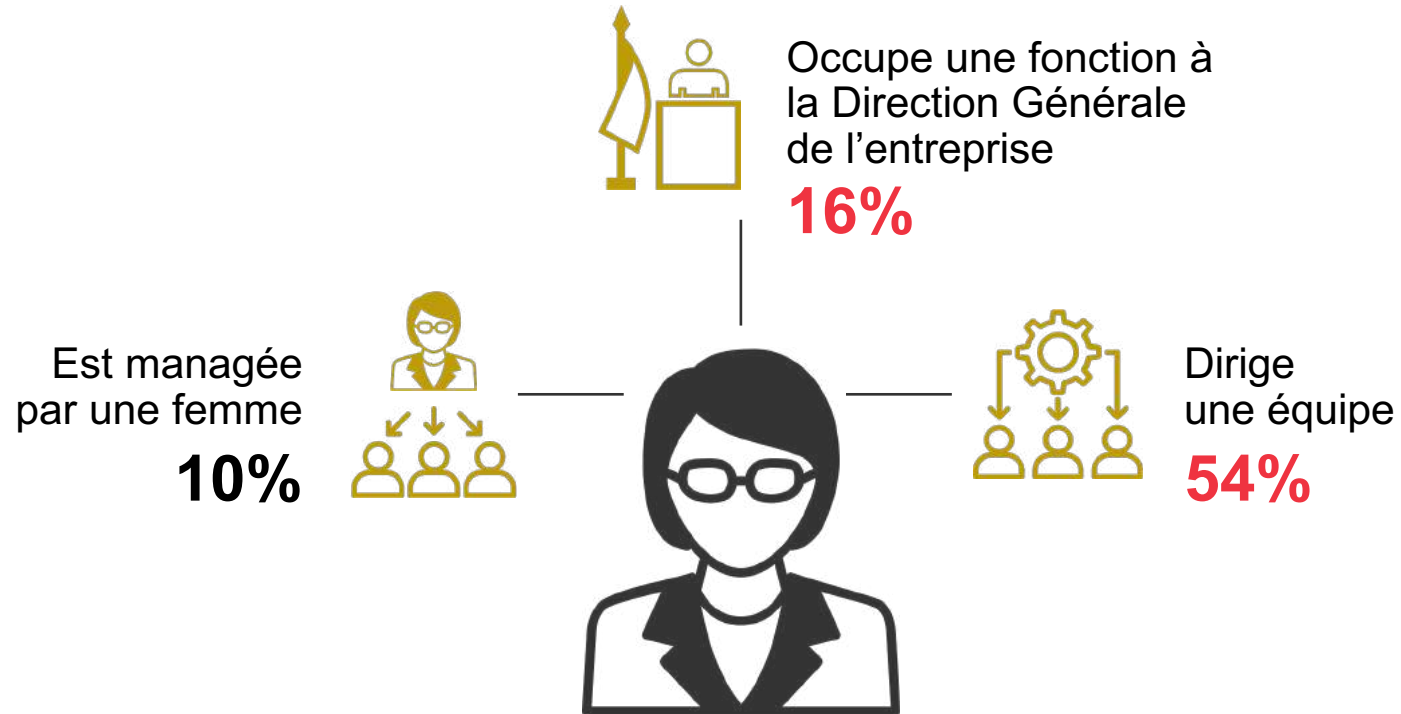 Occupe une fonction à
la Direction Générale
de l’entreprise
16%
Est managée
par une femme
10%
Dirige
une équipe
54%